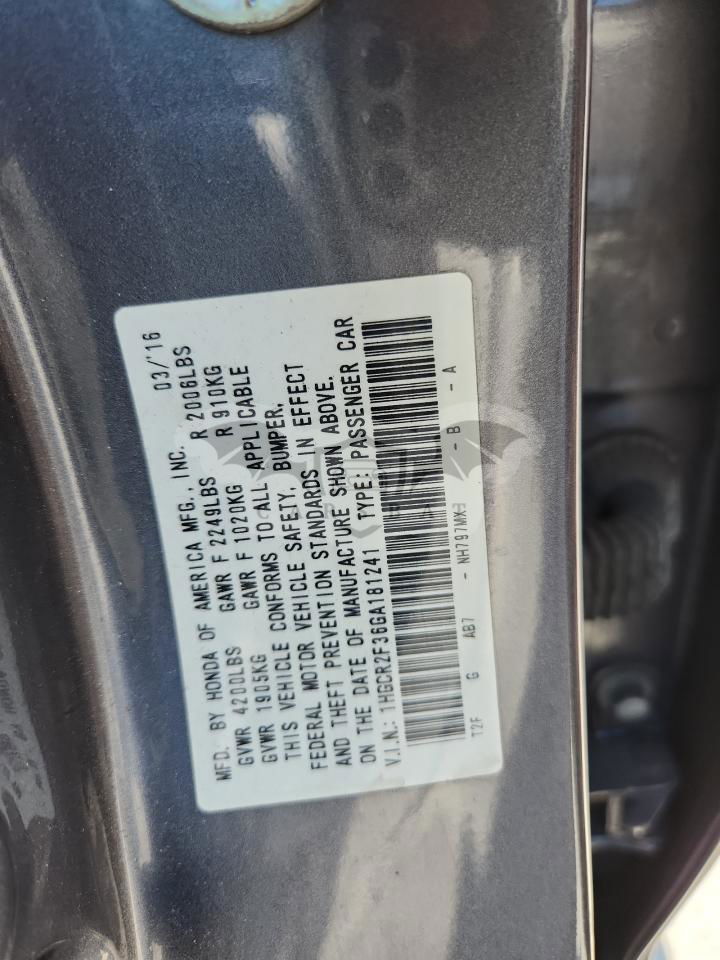 MFD. BY HONDA OF AMERICA MFG., INC. 03/'16
GVWR 4200LBS GAWR F 2249LBS R 2006LBS
GVWR 1905KG GAWR F 1020KG R 910KG
THIS VEHICLE CONFORMS TO ALL APPLICABLE
FEDERAL MOTOR VEHICLE SAFETY, BUMPER,
AND THEFT PREVENTION STANDARDS IN EFFECT
ON THE DATE OF MANUFACTURE SHOWN ABOVE.
V.I.N.: 1HGCR2F36GA181241 TYPE: PASSENGER CAR
T2F G AB7 - NH797MX - B - A